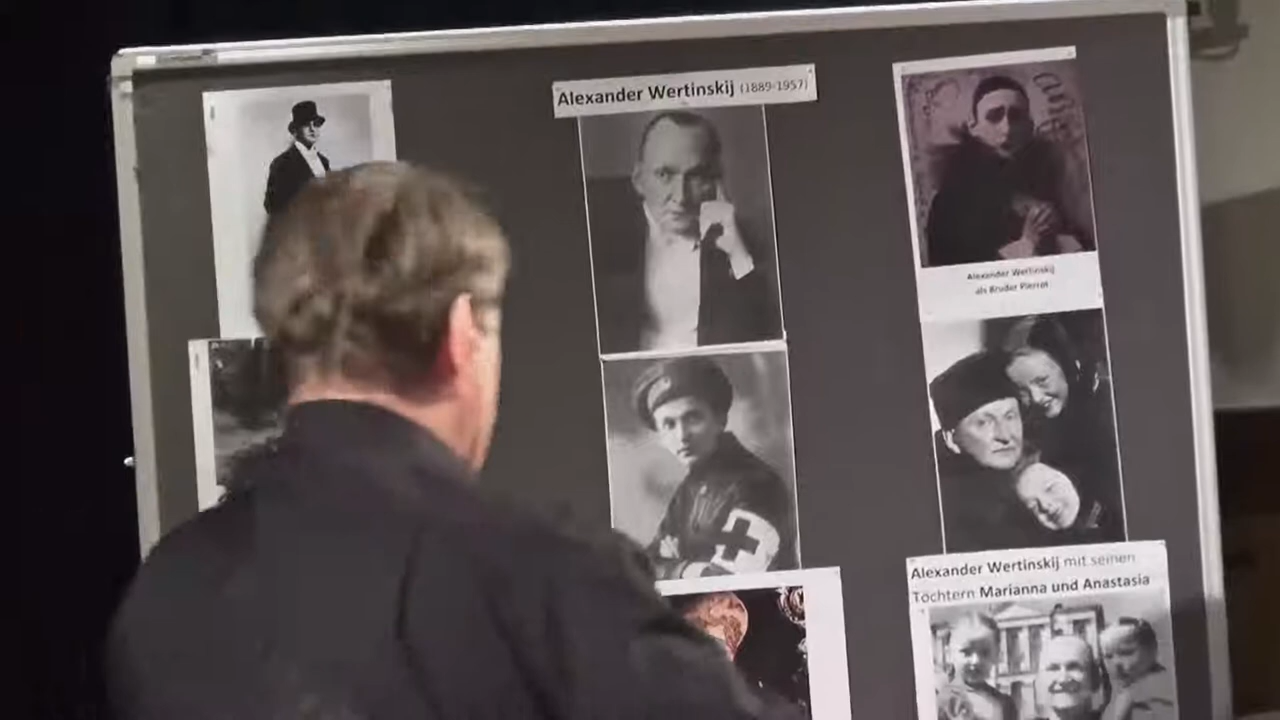 Alexander Wertinskij (1889-1957)
Alexander Wertinskij
als Bruder Pierrot
Alexander Wertinskij mit seinen
Töchtern Marianna und Anastasia